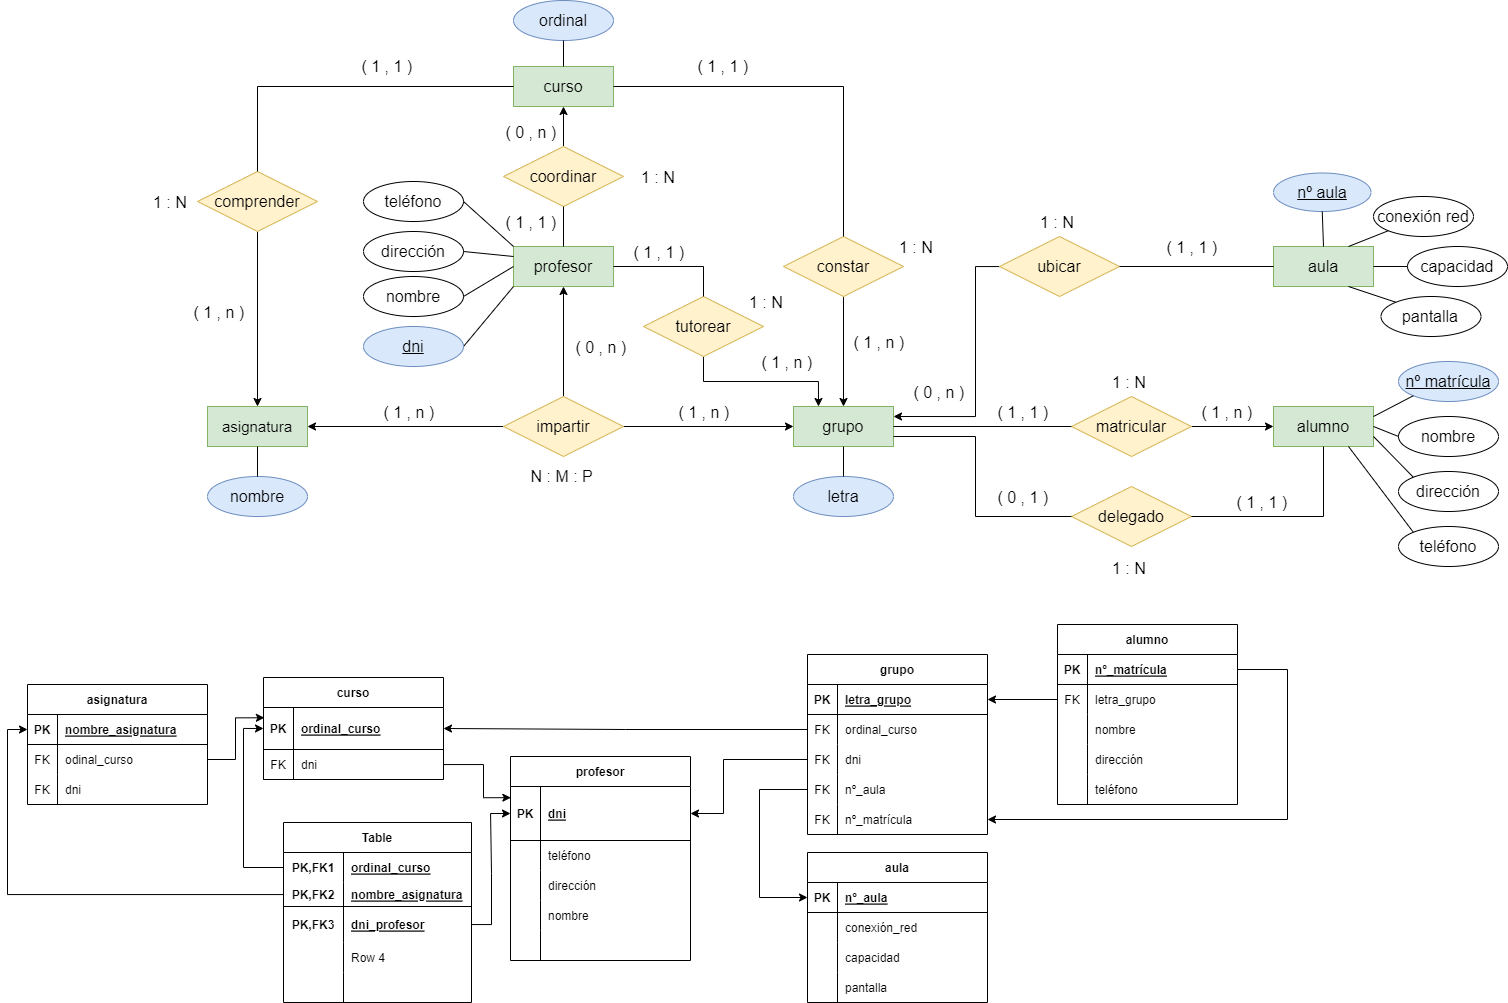 ordinal
( 1 , 1 )
curso
( 1 , 1 )
( 0 , n )
coordinar
1 : N
1 : N
comprender
teléfono
( 1 , 1 )
dirección
profesor
( 1 , 1 )
nombre
dni
tutorear
1 : N
( 0 , n )
( 1 , n )
constar
1 : N
( 1 , n )
1 : N
ubicar
( 1 , 1 )
nº aula
conexión red
aula
capacidad
pantalla
( 1 , n )
asignatura
( 1 , n )
impartir
( 1 , n )
N : M : P
nombre
grupo
letra
( 0 , n )
( 1 , 1 )
1 : N
matricular
( 1 , n )
nº matrícula
alumno
nombre
dirección
teléfono
( 0 , 1 )
delegado
( 1 , 1 )
1 : N
asignatura
PK nombre_asignatura
FK odinal_curso
FK dni
curso
PK ordinal_curso
FK dni
Table
PK,FK1 ordinal_curso
PK,FK2 nombre_asignatura
PK,FK3 dni_profesor
Row 4
profesor
PK dni
teléfono
dirección
nombre
grupo
PK letra_grupo
FK ordinal_curso
FK dni
FK nº_aula
FK nº_matrícula
aula
PK nº_aula
conexión_red
capacidad
pantalla
alumno
PK nº_matrícula
FK letra_grupo
nombre
dirección
teléfono